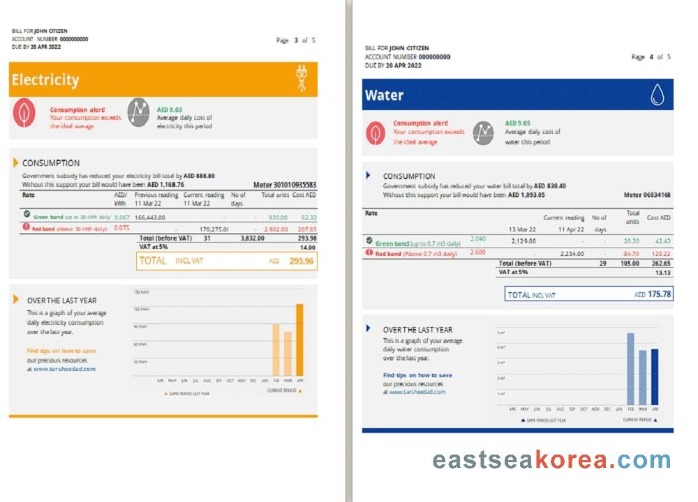 BILL FOR JOHN CITIZEN
ACCOUNT NUMBER 000000000
DUE BY 20 APR 2022
Page 3 of 5
Electricity
Consumption alert!
Your consumption exceeds
the ideal average
AED 9.03
Average daily cost of
electricity this period
CONSUMPTION
Government subsidy has reduced your electricity bill total by AED 888.80
Without this support your bill would have been AED 1,168.76
Meter 301010935583
Rate AED/ kWh Previous reading 11 Mar 22 Current reading 11 Mar 22 No of days Total units Cost AED
Green band (up to 30 kWh daily) 0.067 166,443.00 - - 930.00 62.33
Red band (Above 30 kWh daily) 0.075 - 170,275.0 - 2,902.00 207.65
Total (before VAT) 31 3,832.00 293.98
VAT at 5% 14.00
TOTAL INCL VAT AED 293.96
OVER THE LAST YEAR
This is a graph of your average
daily electricity consumption
over the last year.
Find tips on how to save
our precious resources
at www.tarsheedad.com
APR MAY JUN JUL AUG SEP OCT NOV DEC JAN FEB MAR APR
SAME PERIOD LAST YEAR
CURRENT PERIOD
BILL FOR JOHN CITIZEN
ACCOUNT NUMBER 000000000
DUE BY 20 APR 2022
Page 4 of 5
Water
Consumption alert!
Your consumption exceeds
the ideal average
AED 9.05
Average daily cost of
water this period
CONSUMPTION
Government subsidy has reduced your water bill total by AED 830.40
Without this support your bill would have been AED 1,093.05
Meter 06034168
Rate Current reading No of Total units Cost AED
13 Mar 22 11 Apr 22 days
Green band (up to 0.7 m3 daily) 2.090 2,129.00 - - 20.30 42.43
Red band (Above 0.7 m3 daily) 2.600 - 2,234.00 - 84.70 120.22
Total (before VAT) 29 105.00 262.65
VAT at 5% 13.13
TOTAL INCL VAT AED 175.78
OVER THE LAST YEAR
This is a graph of your average
daily water consumption
over the last year.
Find tips on how to save
our precious resources
at www.tarsheedad.com
APR MAY JUN JUL AUG SEP OCT NOV DEC JAN FEB MAR APR
SAME PERIOD LAST YEAR
CURRENT PERIOD
eastseakorea.com